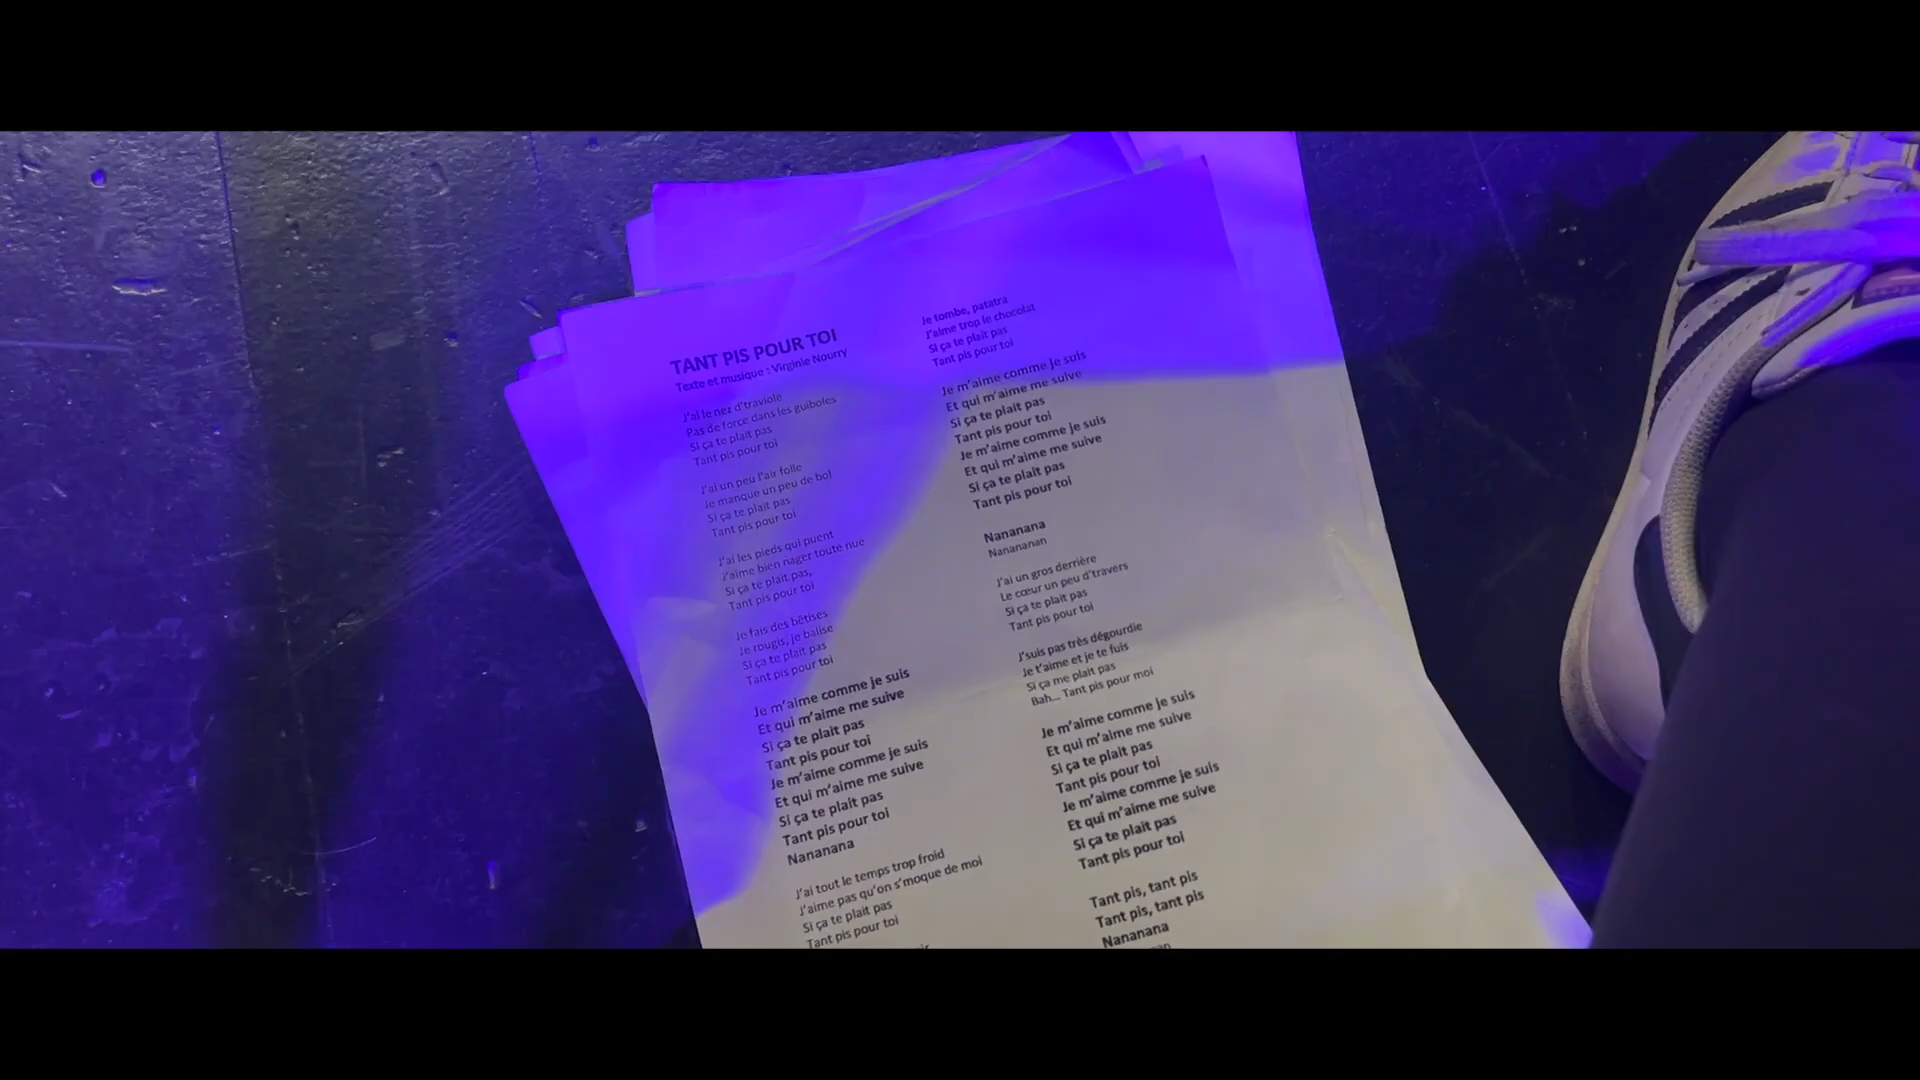 TANT PIS POUR TOI
Texte et musique : Virginie Nourry
J'ai le nez d'traviole
Pas de force dans les guiboles
Si ça te plait pas
Tant pis pour toi
J'ai un peu l'air folle
Je manque un peu de bol
Si ça te plait pas
Tant pis pour toi
J'ai les pieds qui puent
J'aime bien nager toute nue
Si ça te plait pas,
Tant pis pour toi
Je fais des bêtises
Je rougis, je balise
Si ça te plait pas
Tant pis pour toi
Je m'aime comme je suis
Et qui m'aime me suive
Si ça te plait pas
Tant pis pour toi
Je m'aime comme je suis
Et qui m'aime me suive
Si ça te plait pas
Tant pis pour toi
Nananana
J'ai tout le temps trop froid
J'aime pas qu'on s'moque de moi
Si ça te plait pas
Tant pis pour toi
Je tombe, patatra
J'aime trop le chocolat
Si ça te plait pas
Tant pis pour toi
Je m'aime comme je suis
Et qui m'aime me suive
Si ça te plait pas
Tant pis pour toi
Je m'aime comme je suis
Et qui m'aime me suive
Si ça te plait pas
Tant pis pour toi
Nananana
Nanananan
J'ai un gros derrière
Le cœur un peu d'travers
Si ça te plait pas
Tant pis pour toi
J'suis pas très dégourdie
Je t'aime et je te fuis
Si ça me plait pas
Bah... Tant pis pour moi
Je m'aime comme je suis
Et qui m'aime me suive
Si ça te plait pas
Tant pis pour toi
Je m'aime comme je suis
Et qui m'aime me suive
Si ça te plait pas
Tant pis pour toi
Tant pis, tant pis
Tant pis, tant pis
Nananana